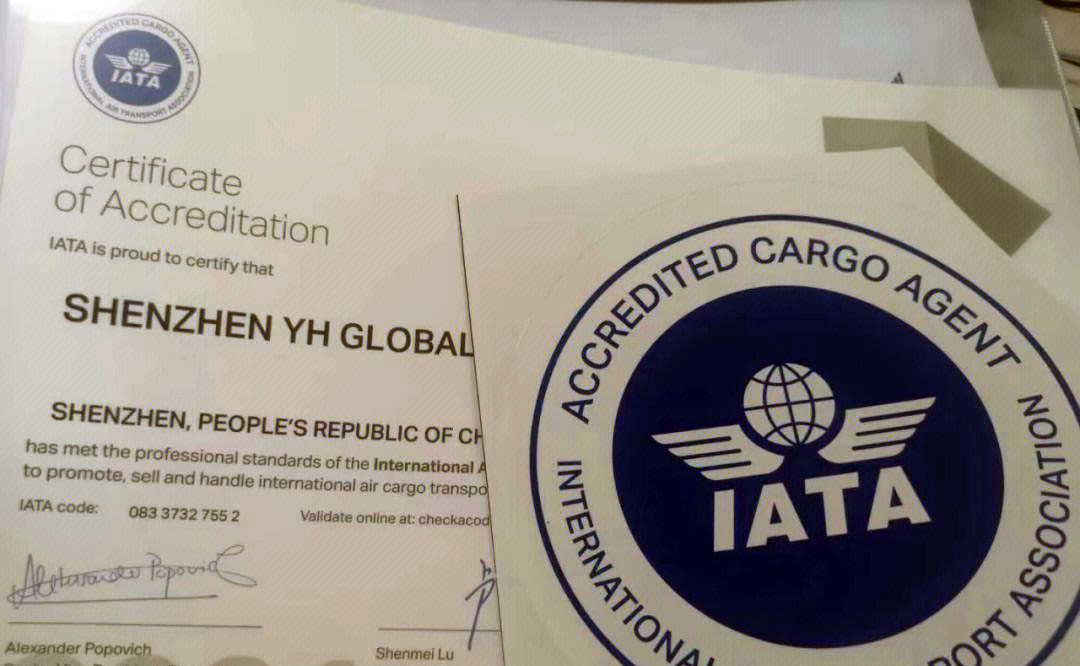 ACCREDITED CARGO AGENT
INTERNATIONAL AIR TRANSPORT ASSOCIATION
IATA
Certificate
of Accreditation
IATA is proud to certify that
SHENZHEN YH GLOBAL
SHENZHEN, PEOPLE'S REPUBLIC OF CH
has met the professional standards of the International A
to promote, sell and handle international air cargo transpo
IATA code: 083 3732 755 2 Validate online at: checkacod
Alexander Popovich
Shenmei Lu
ACCREDITED CARGO AGENT
INTERNATIONAL
PORT ASSOCIATION
IATA